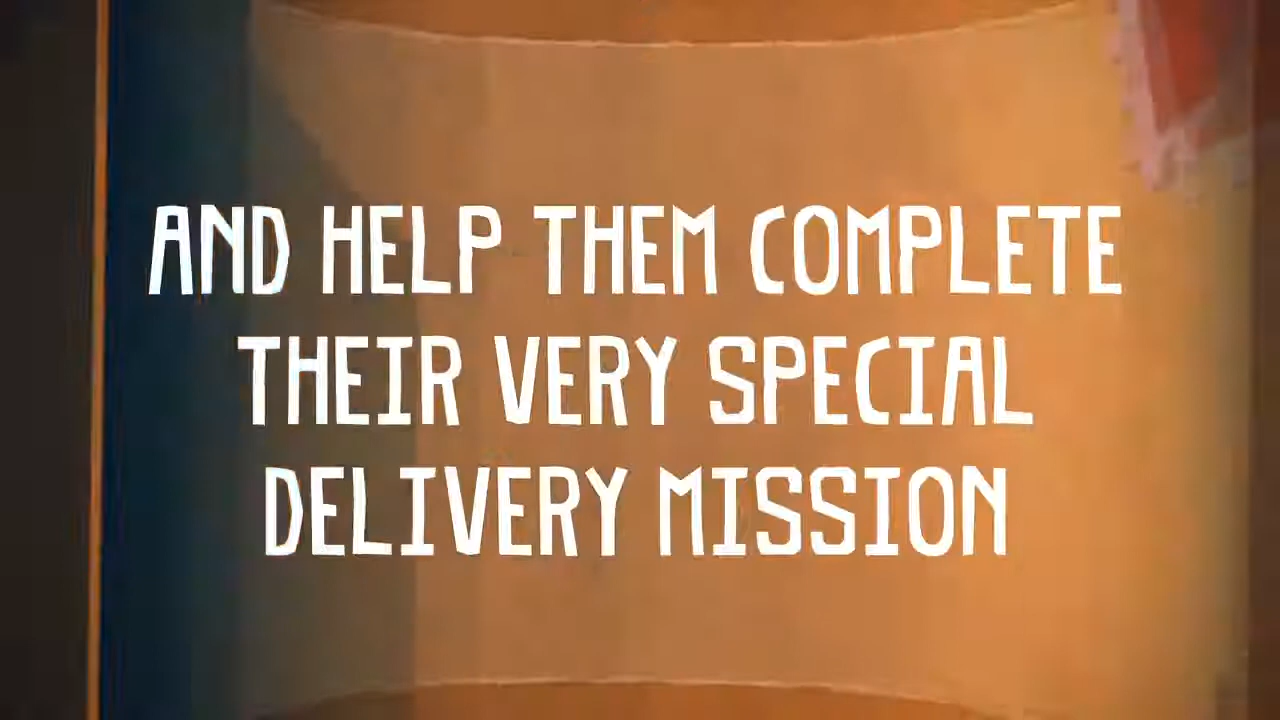 AND HELP THEM COMPLETE
THEIR VERY SPECIAL
DELIVERY MISSION